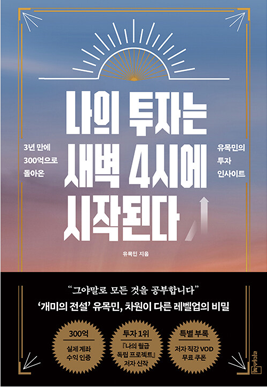 나의 투자는
새벽 4시에
시작된다
3년 만에
300억으로
돌아온
유목민의
투자
인사이트
유목민 지음
“그야말로 모든 것을 공부합니다”
‘개미의 전설’ 유목민, 차원이 다른 레벨업의 비밀
300억
실제 계좌
수익 인증
투자 1위
『나의 월급
독립 프로젝트』
저자 신작
특별 부록
저자 직강 VOD
무료 쿠폰